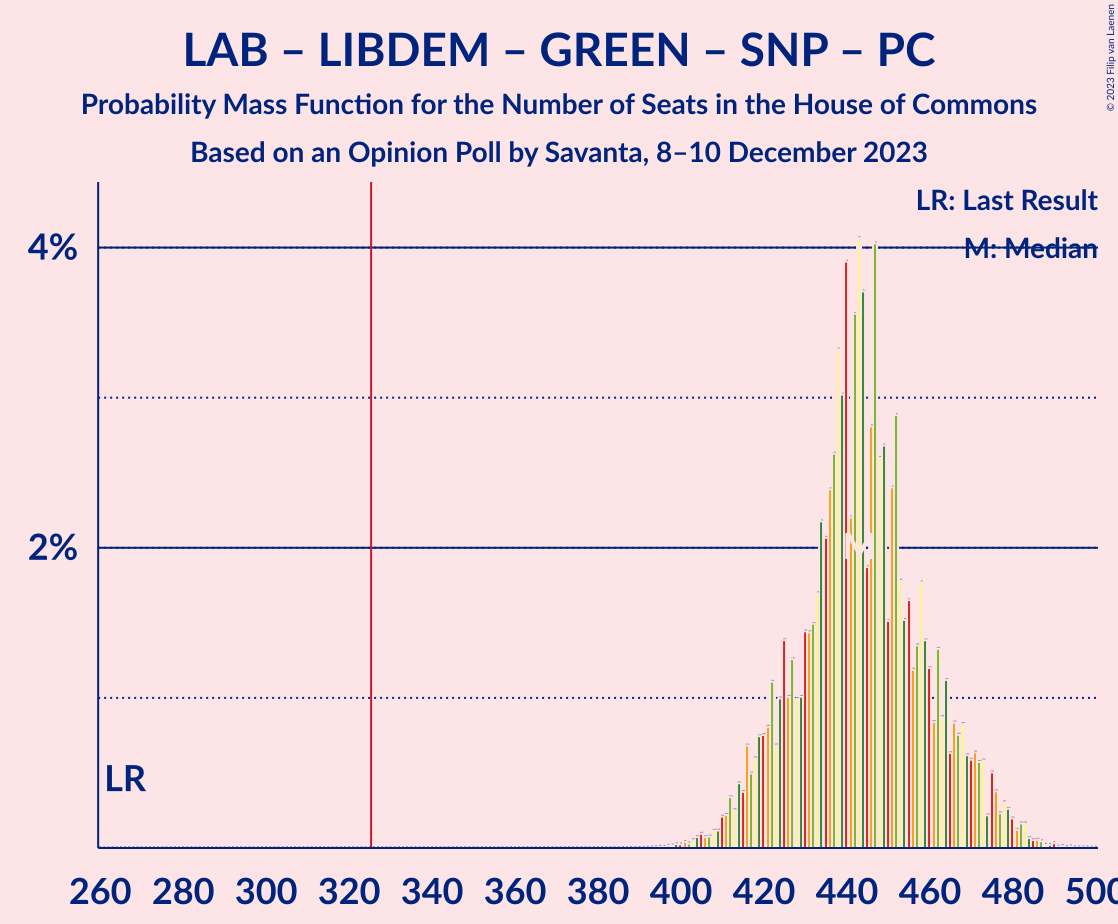 LAB – LIBDEM – GREEN – SNP – PC
Probability Mass Function for the Number of Seats in the House of Commons
Based on an Opinion Poll by Savanta, 8–10 December 2023
© 2023 Filip van Laenen
LR: Last Result
M: Median
4%
2%
M
LR
260 280 300 320 340 360 380 400 420 440 460 480 500